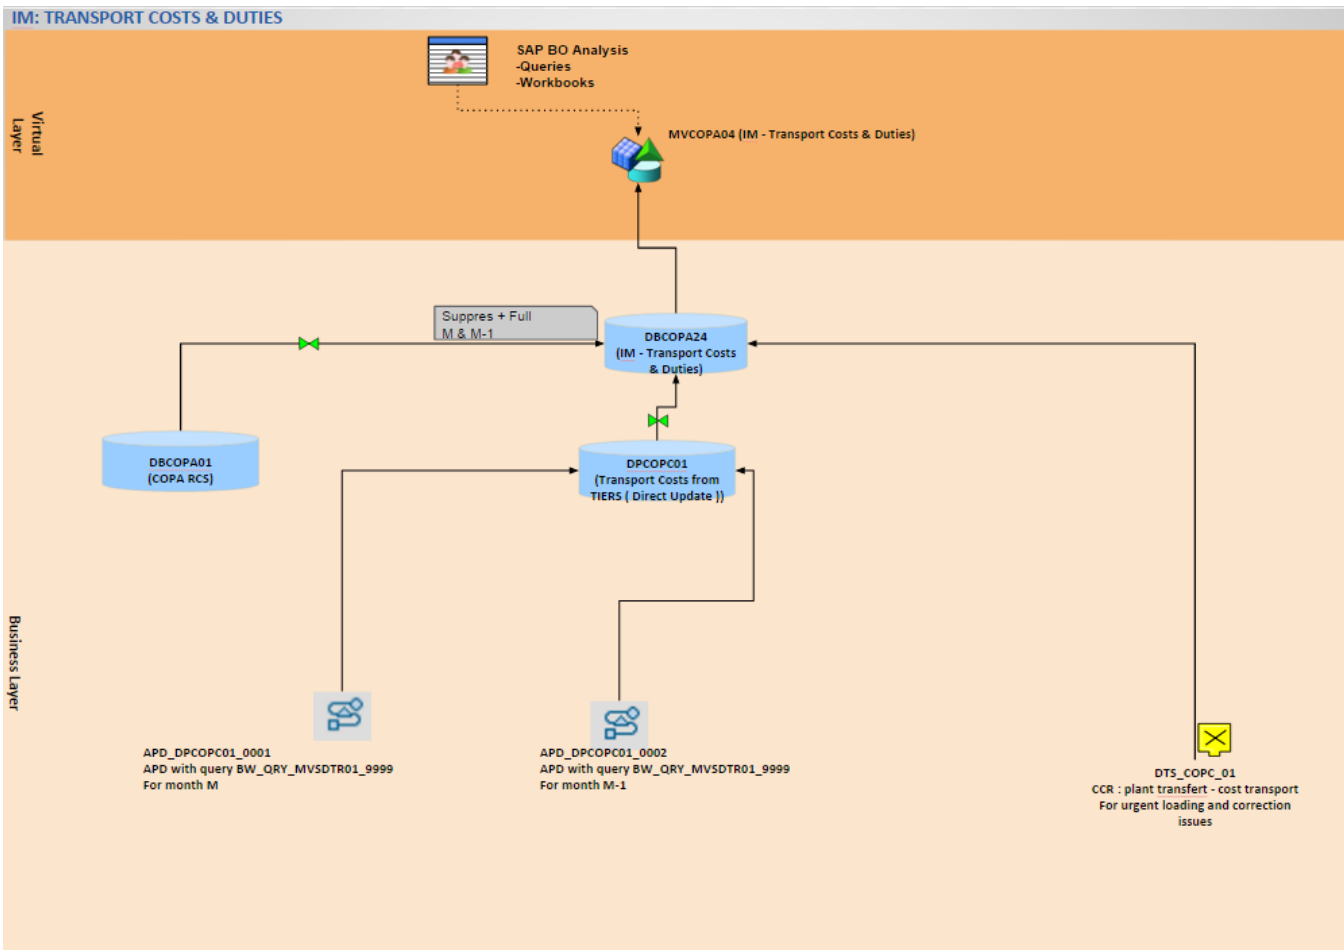 IM: TRANSPORT COSTS & DUTIES
Virtual
Layer
SAP BO Analysis
-Queries
-Workbooks
MVCOPA04 (IM - Transport Costs & Duties)
Suppres + Full
M & M-1
DBCOPA24
(IM - Transport Costs
& Duties)
DBCOPA01
(COPA RCS)
DPCOPC01
(Transport Costs from
TIERS ( Direct Update ))
Business Layer
APD_DPCOPC01_0001
APD with query BW_QRY_MVSDTR01_9999
For month M
APD_DPCOPC01_0002
APD with query BW_QRY_MVSDTR01_9999
For month M-1
DTS_COPC_01
CCR : plant transfert - cost transport
For urgent loading and correction
issues